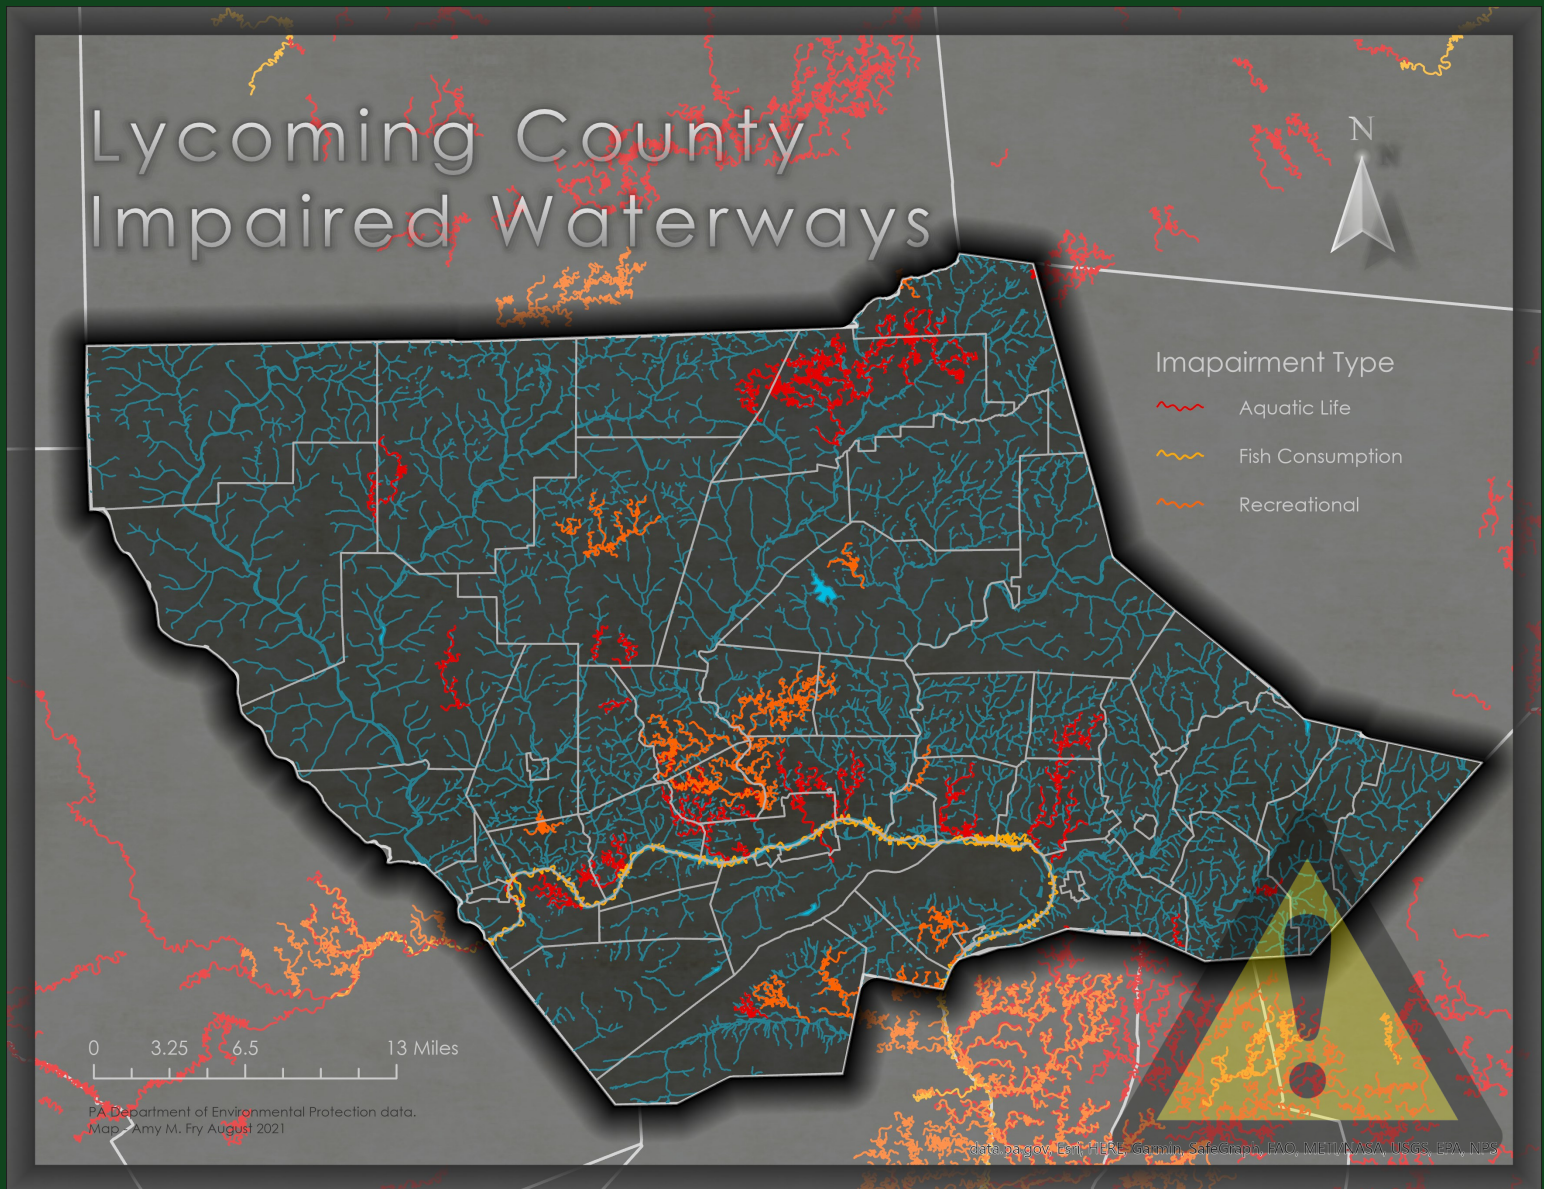 Lycoming County
Impaired Waterways
N
Imapairment Type
Aquatic Life
Fish Consumption
Recreational
0 3.25 6.5 13 Miles
PA Department of Environmental Protection data.
Map - Amy M. Fry August 2021
data.pa.gov, Esri, HERE, Garmin, SafeGraph, FAO, METI/NASA, USGS, EPA, NPS